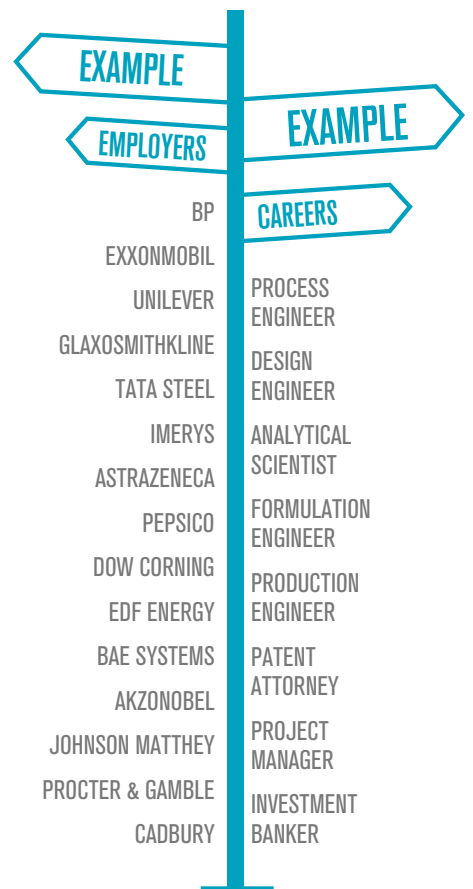 EXAMPLE
EMPLOYERS
BP
EXXONMOBIL
UNILEVER
GLAXOSMITHKLINE
TATA STEEL
IMERYS
ASTRAZENECA
PEPSICO
DOW CORNING
EDF ENERGY
BAE SYSTEMS
AKZONOBEL
JOHNSON MATTHEY
PROCTER & GAMBLE
CADBURY
EXAMPLE
CAREERS
PROCESS
ENGINEER
DESIGN
ENGINEER
ANALYTICAL
SCIENTIST
FORMULATION
ENGINEER
PRODUCTION
ENGINEER
PATENT
ATTORNEY
PROJECT
MANAGER
INVESTMENT
BANKER